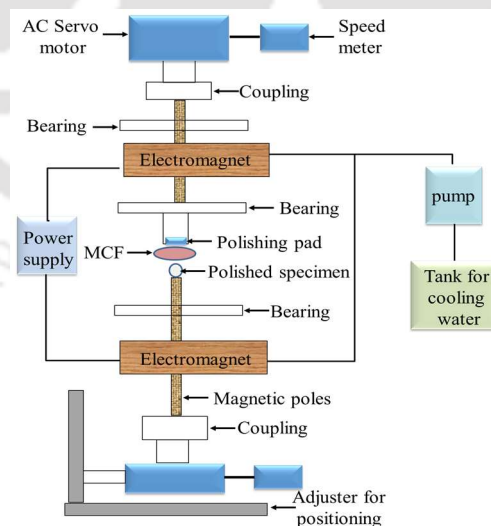 AC Servo
motor
Speed
meter
Coupling
Bearing
Electromagnet
Bearing
pump
Power
supply
Polishing pad
MCF
Polished specimen
Tank for
cooling
water
Bearing
Electromagnet
Magnetic poles
Coupling
Adjuster for
positioning